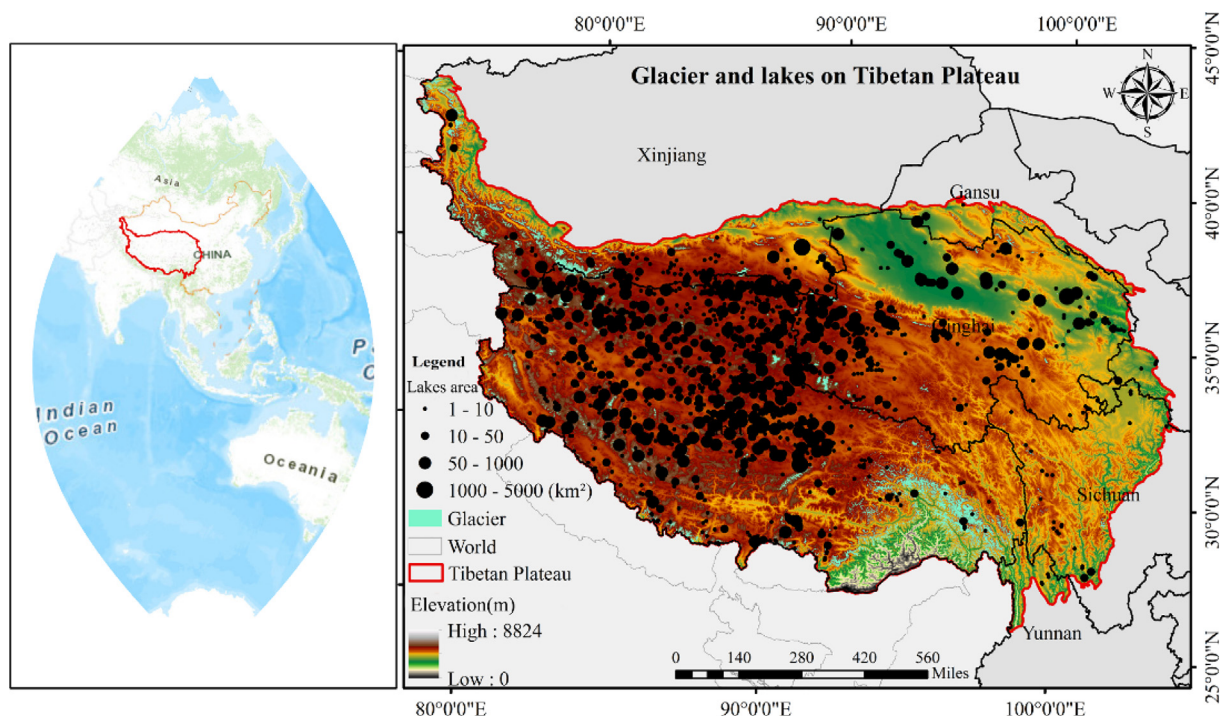 80°0'0"E
90°0'0"E
100°0'0"E
Glacier and lakes on Tibetan Plateau
N
W
E
S
45°0'0"N
40°0'0"N
35°0'0"N
30°0'0"N
25°0'0"N
Xinjiang
Gansu
Qinghai
Sichuan
Yunnan
Asia
CHINA
Indian
Ocean
Oceania
P
Legend
Lakes area
1 - 10
10 - 50
50 - 1000
1000 - 5000 (km²)
Glacier
World
Tibetan Plateau
Elevation(m)
High : 8824
Low : 0
0 140 280 420 560
Miles
80°0'0"E
90°0'0"E
100°0'0"E